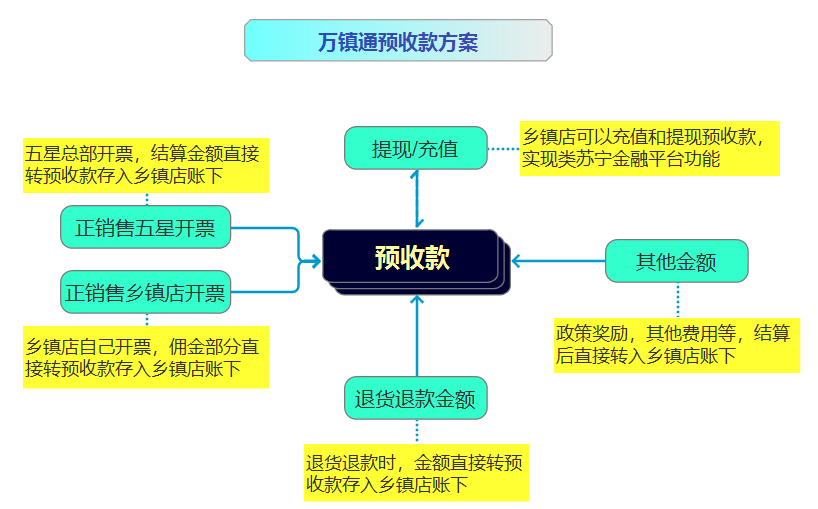 万镇通预收款方案
提现/充值
乡镇店可以充值和提现预收款，
实现类苏宁金融平台功能
五星总部开票，结算金额直接
转预收款存入乡镇店账下
正销售五星开票
预收款
其他金额
正销售乡镇店开票
政策奖励，其他费用等，结算
后直接转入乡镇店账下
乡镇店自己开票，佣金部分直
接转预收款存入乡镇店账下
退货退款金额
退货退款时，金额直接转预
收款存入乡镇店账下